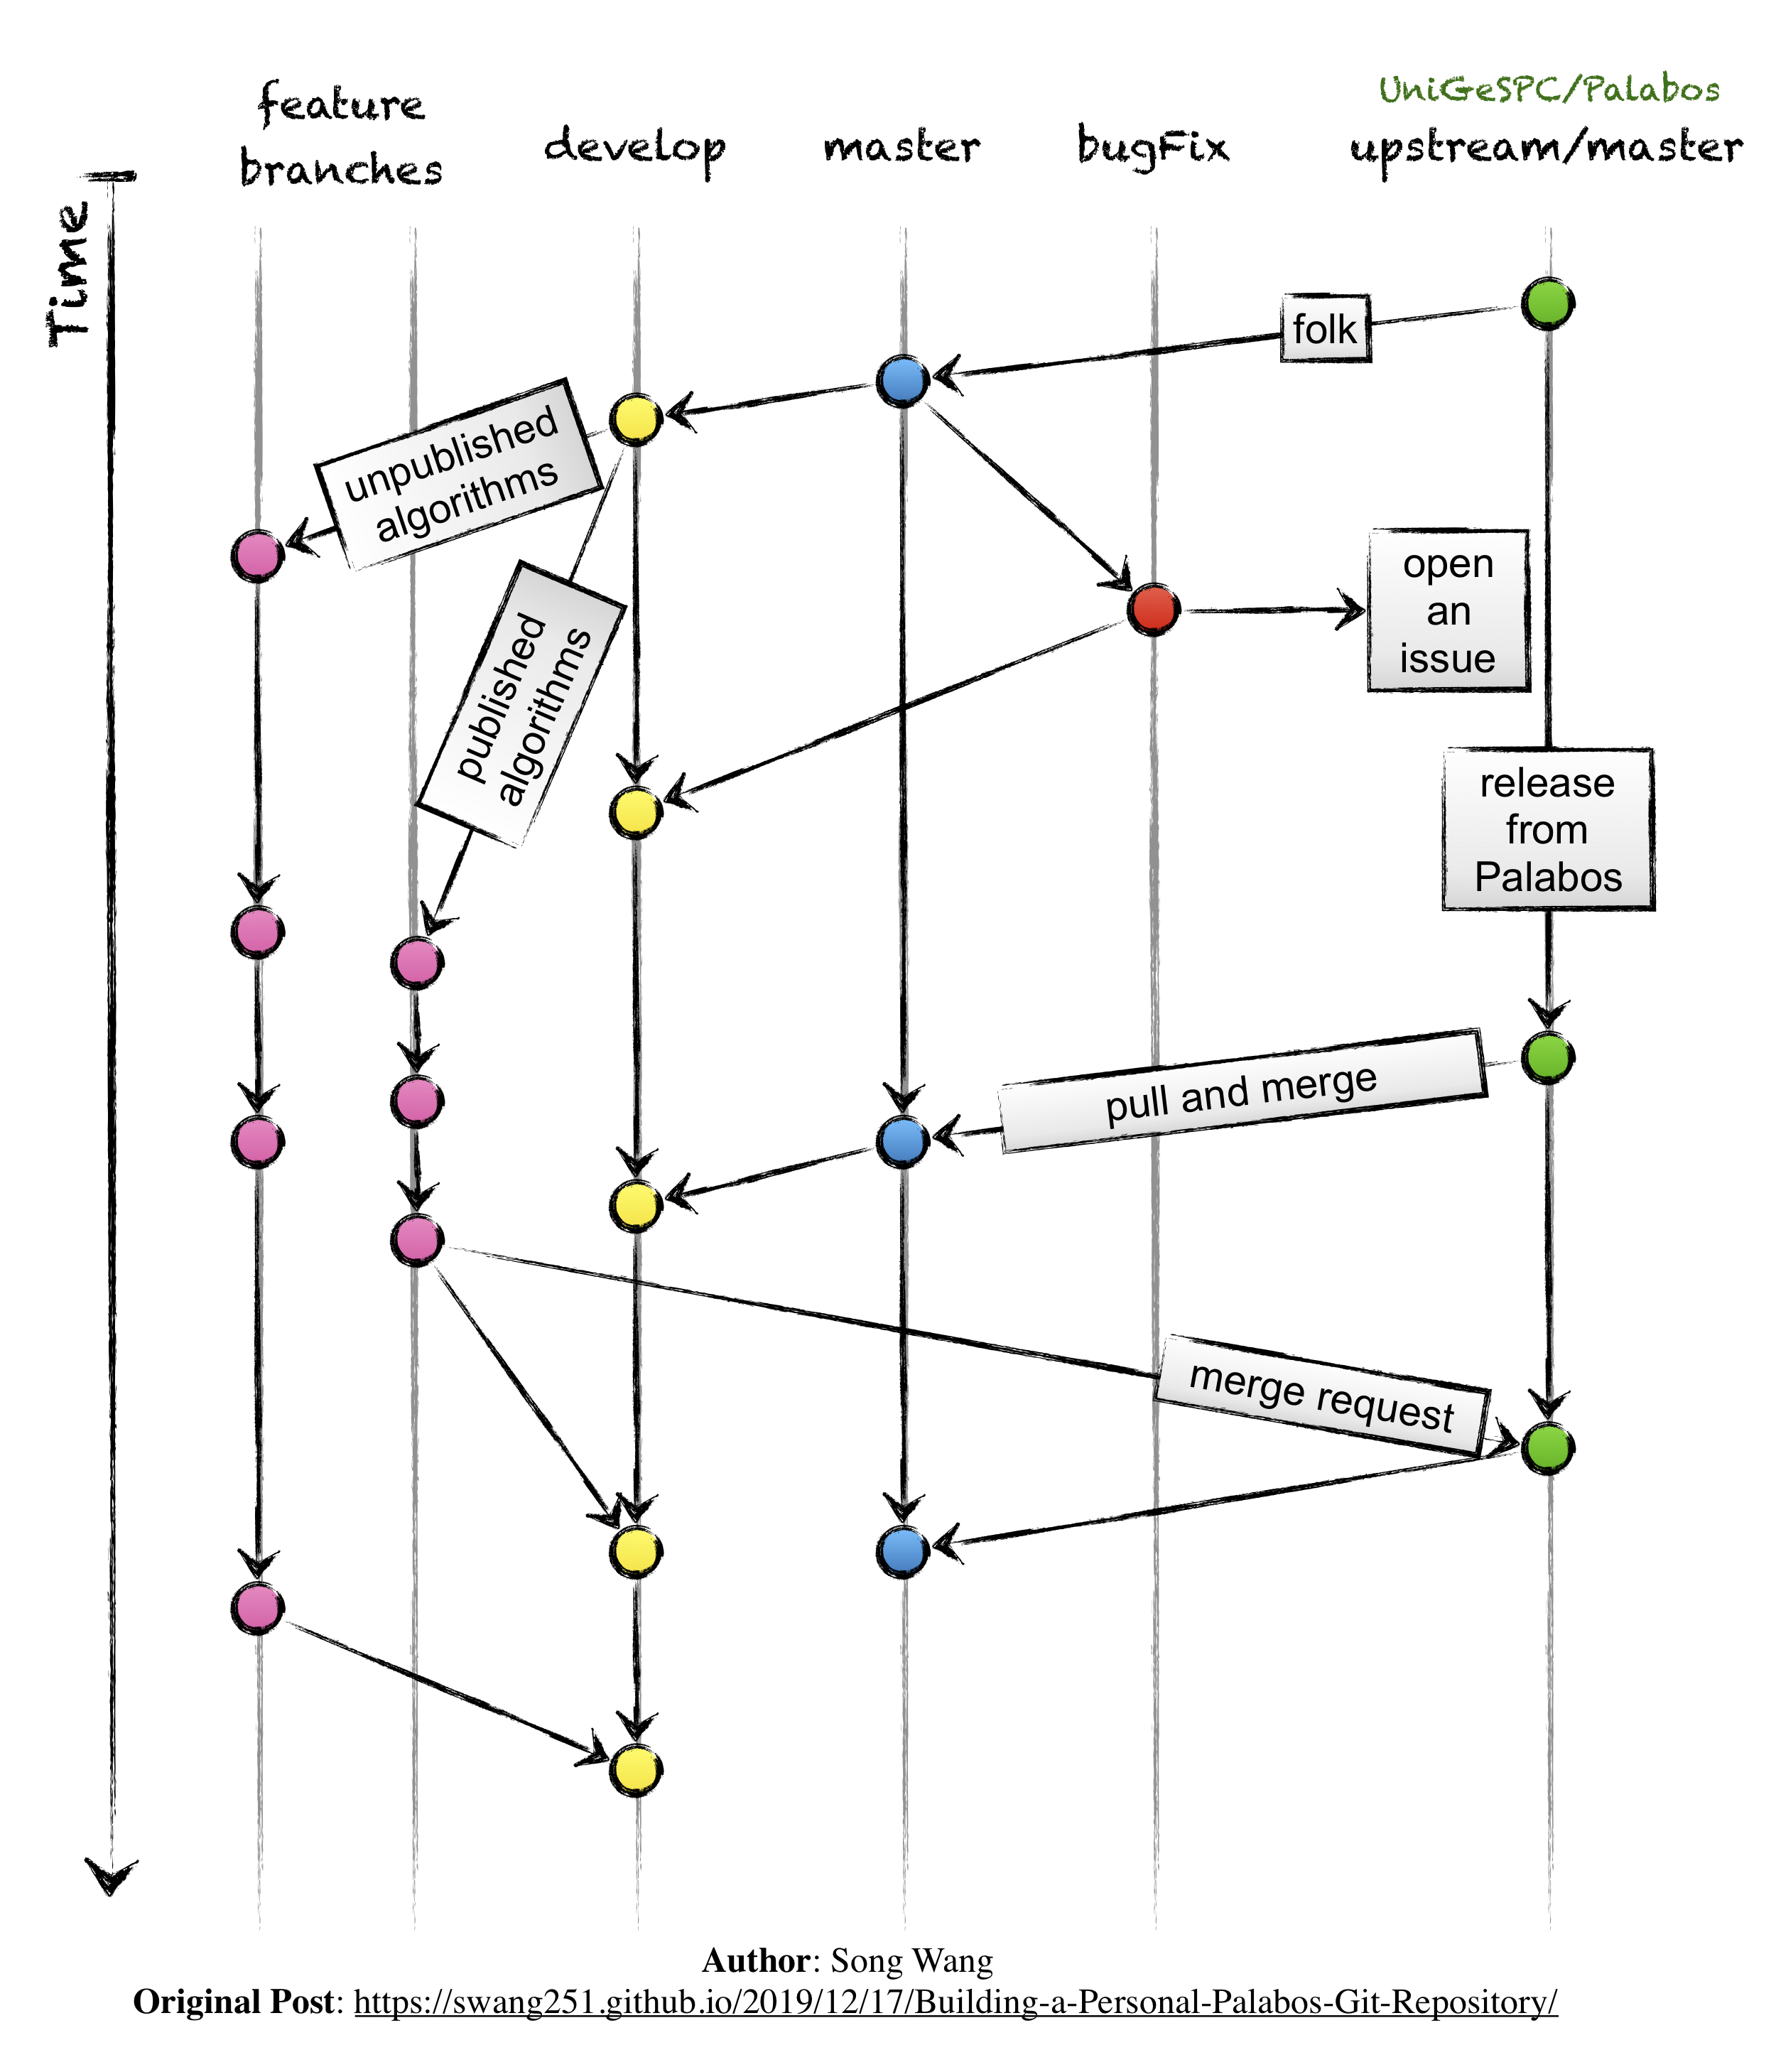 UniGeSPC/Palabos
feature
branches
develop
master
bugFix
upstream/master
Time
folk
unpublished
algorithms
open
an
issue
published
algorithms
release
from
Palabos
pull and merge
merge request
Author: Song Wang
Original Post: https://swang251.github.io/2019/12/17/Building-a-Personal-Palabos-Git-Repository/